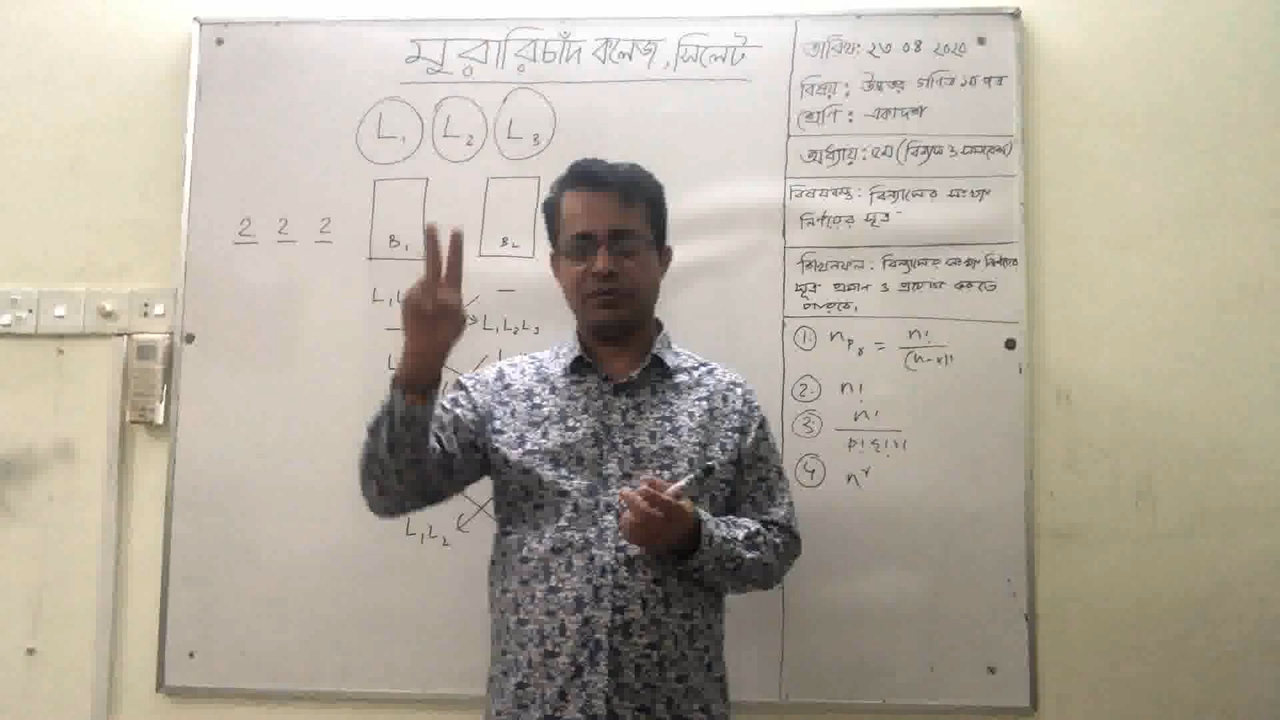 মুরারিচাঁদ কলেজ, সিলেট
L₁ L₂ L₃
2 2 2
B₁ B₂
L₁L₂L₃
L₁L₂
তারিখ: ২৩ ০৪ ২০২০
বিষয়: উচ্চতর গণিত ১ম পত্র
শ্রেণি: একাদশ
অধ্যায়: ৫ম (বিন্যাস ও সমাবেশ)
বিষয়বস্তু: বিন্যাসের সংখ্যা
নির্ণয়ের সূত্র
শিখনফল: বিন্যাসের সংখ্যা নির্ণয়ের
সূত্র প্রমাণ ও প্রয়োগ করতে
পারবে।
① nPr = n! / (n-r)!
② n!
③ n! / p!q!r!
④ nʳ